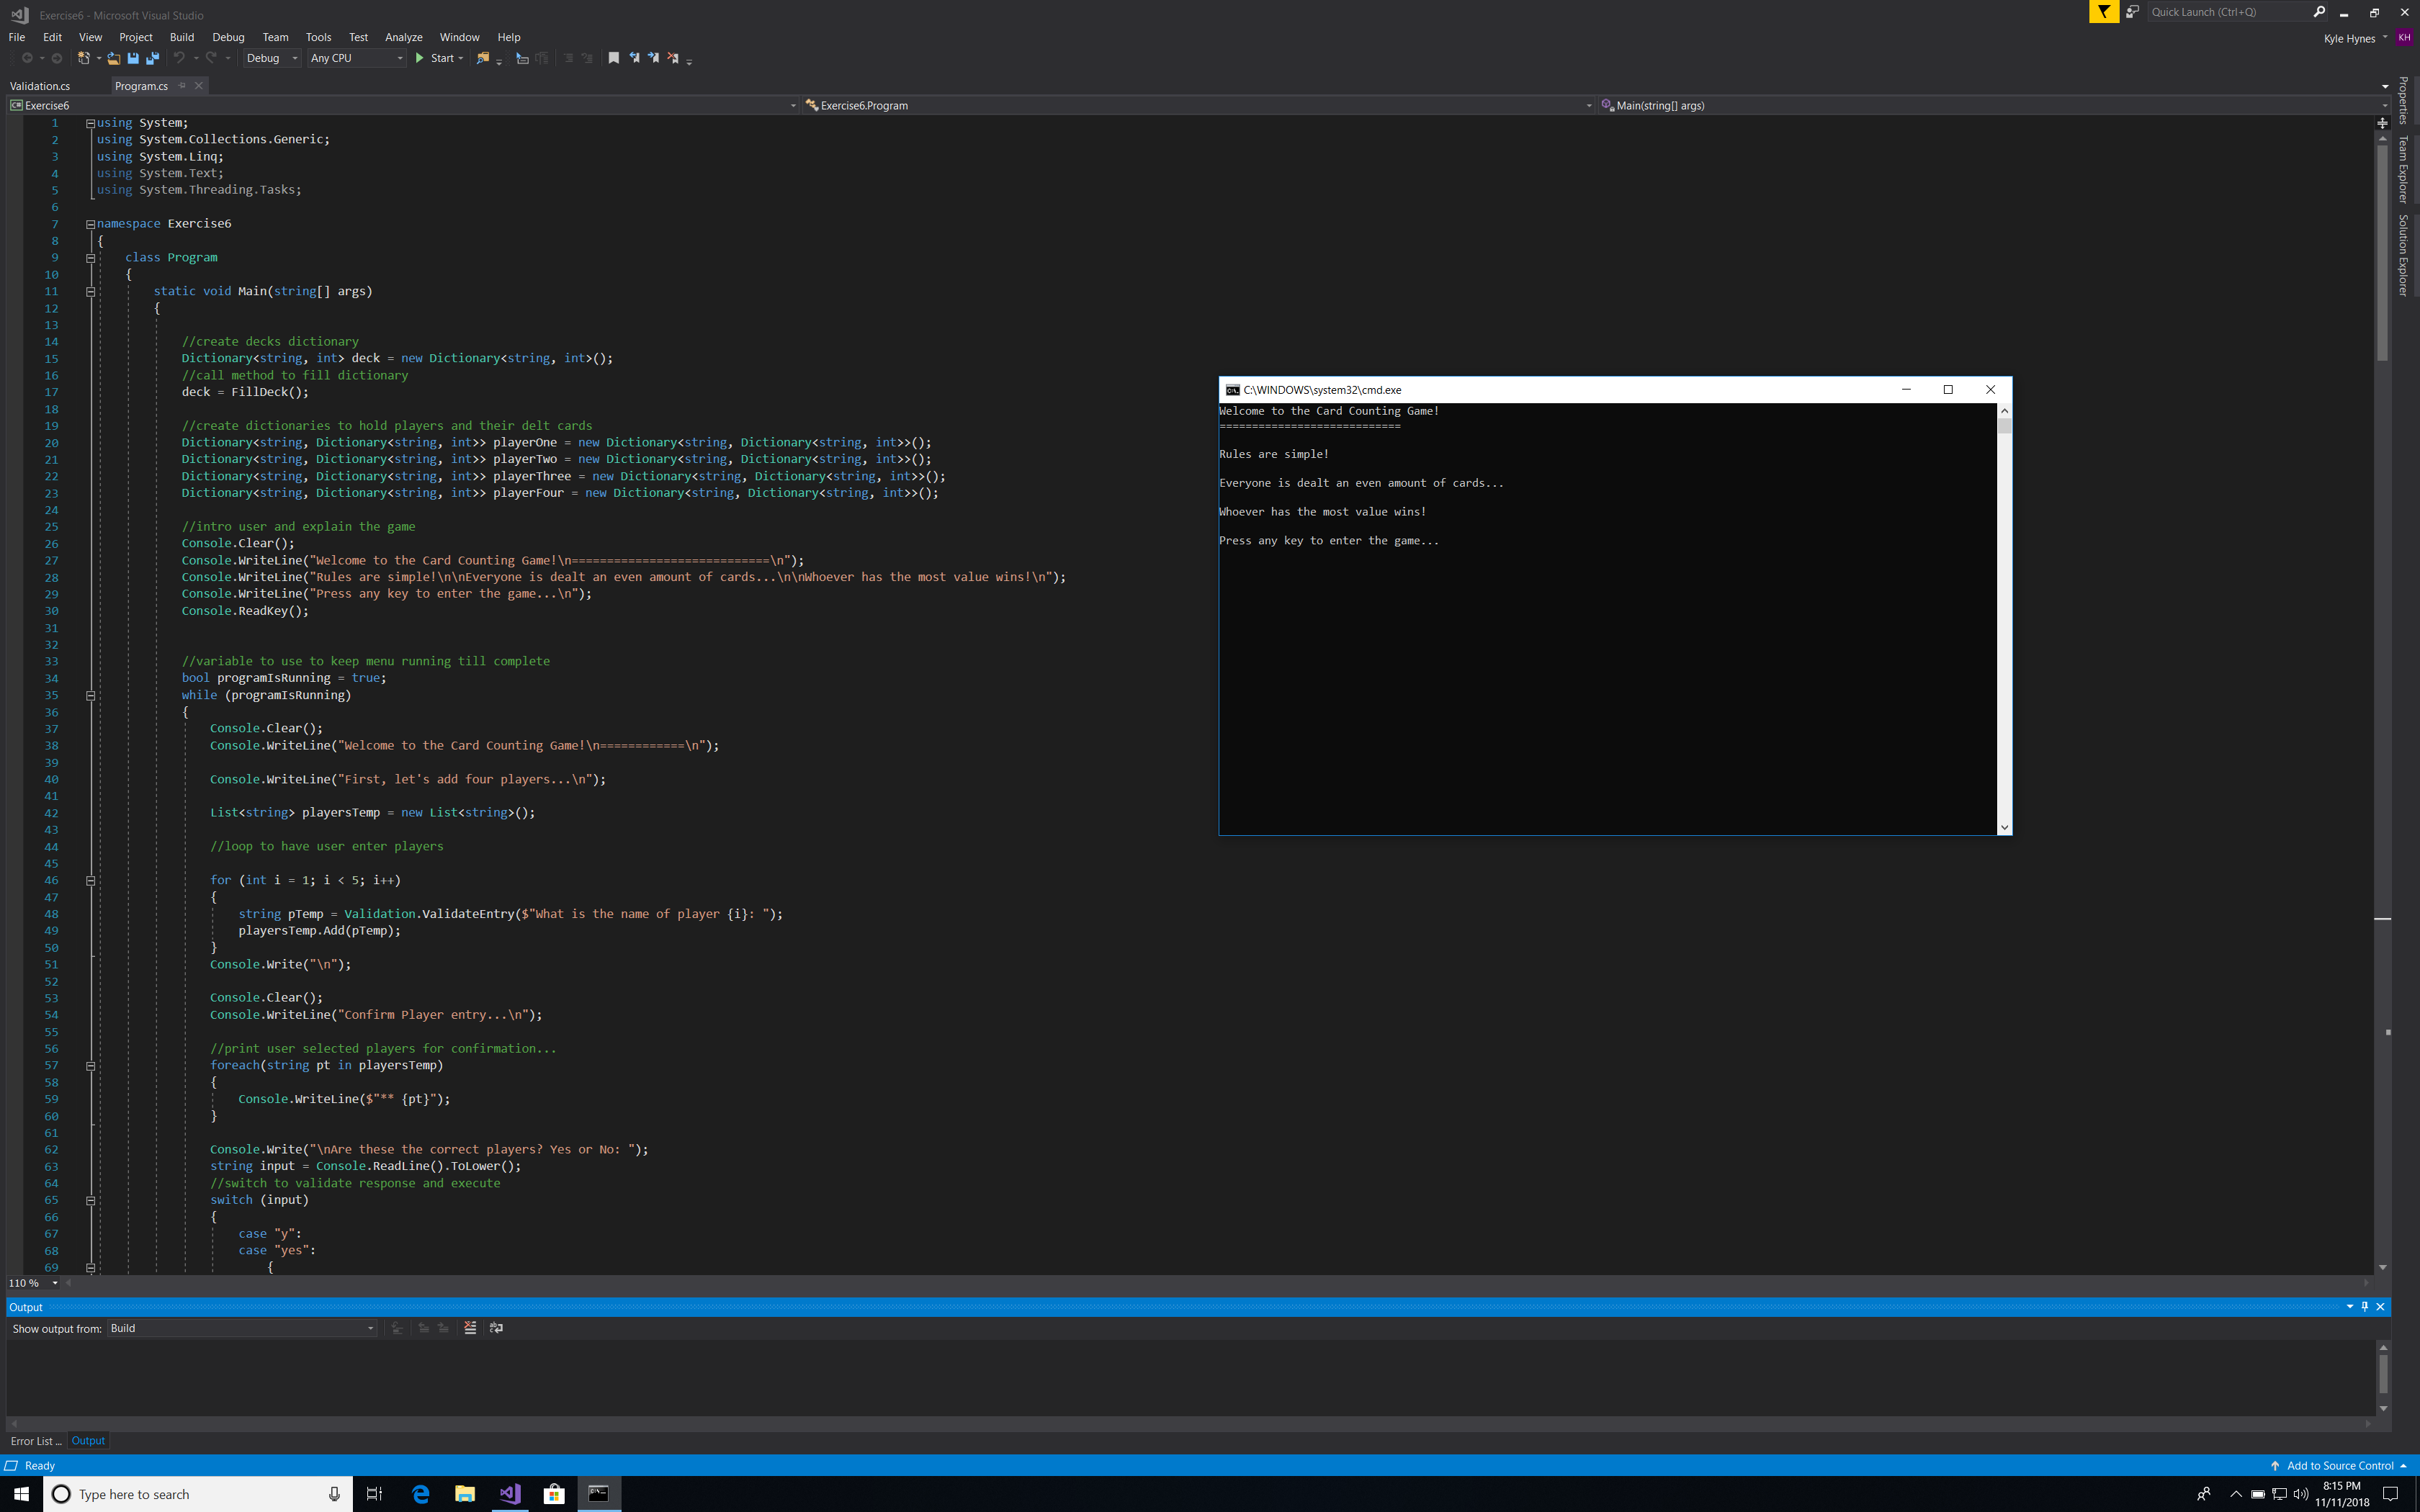 Exercise6 - Microsoft Visual Studio
Quick Launch (Ctrl+Q)
File Edit View Project Build Debug Team Tools Test Analyze Window Help
Kyle Hynes KH
Debug Any CPU Start
Validation.cs Program.cs
C# Exercise6 Exercise6.Program Main(string[] args)
Properties
Team Explorer
Solution Explorer
1 using System;
2 using System.Collections.Generic;
3 using System.Linq;
4 using System.Text;
5 using System.Threading.Tasks;
6
7 namespace Exercise6
8 {
9 class Program
10 {
11 static void Main(string[] args)
12 {
13
14 //create decks dictionary
15 Dictionary<string, int> deck = new Dictionary<string, int>();
16 //call method to fill dictionary
17 deck = FillDeck();
18
19 //create dictionaries to hold players and their delt cards
20 Dictionary<string, Dictionary<string, int>> playerOne = new Dictionary<string, Dictionary<string, int>>();
21 Dictionary<string, Dictionary<string, int>> playerTwo = new Dictionary<string, Dictionary<string, int>>();
22 Dictionary<string, Dictionary<string, int>> playerThree = new Dictionary<string, Dictionary<string, int>>();
23 Dictionary<string, Dictionary<string, int>> playerFour = new Dictionary<string, Dictionary<string, int>>();
24
25 //intro user and explain the game
26 Console.Clear();
27 Console.WriteLine("Welcome to the Card Counting Game!\n============================\n");
28 Console.WriteLine("Rules are simple!\n\nEveryone is dealt an even amount of cards...\n\nWhoever has the most value wins!\n");
29 Console.WriteLine("Press any key to enter the game...\n");
30 Console.ReadKey();
31
32
33 //variable to use to keep menu running till complete
34 bool programIsRunning = true;
35 while (programIsRunning)
36 {
37 Console.Clear();
38 Console.WriteLine("Welcome to the Card Counting Game!\n============\n");
39
40 Console.WriteLine("First, let's add four players...\n");
41
42 List<string> playersTemp = new List<string>();
43
44 //loop to have user enter players
45
46 for (int i = 1; i < 5; i++)
47 {
48 string pTemp = Validation.ValidateEntry($"What is the name of player {i}: ");
49 playersTemp.Add(pTemp);
50 }
51 Console.Write("\n");
52
53 Console.Clear();
54 Console.WriteLine("Confirm Player entry...\n");
55
56 //print user selected players for confirmation...
57 foreach(string pt in playersTemp)
58 {
59 Console.WriteLine($"** {pt}");
60 }
61
62 Console.Write("\nAre these the correct players? Yes or No: ");
63 string input = Console.ReadLine().ToLower();
64 //switch to validate response and execute
65 switch (input)
66 {
67 case "y":
68 case "yes":
69 {
C:\WINDOWS\system32\cmd.exe
Welcome to the Card Counting Game!
============================
Rules are simple!
Everyone is dealt an even amount of cards...
Whoever has the most value wins!
Press any key to enter the game...
110 %
Output
Show output from: Build
Error List ... Output
Ready
Add to Source Control
Type here to search
8:15 PM
11/11/2018